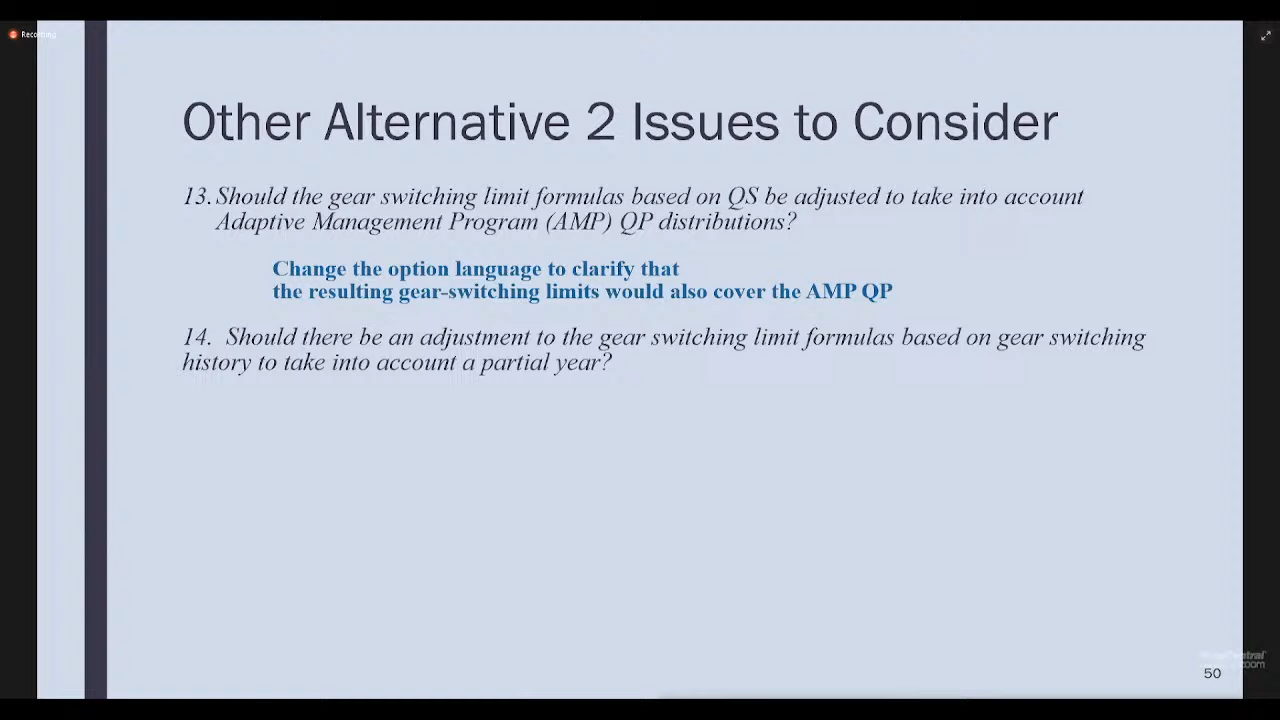 Recording
Other Alternative 2 Issues to Consider
13. Should the gear switching limit formulas based on QS be adjusted to take into account
Adaptive Management Program (AMP) QP distributions?
Change the option language to clarify that
the resulting gear-switching limits would also cover the AMP QP
14. Should there be an adjustment to the gear switching limit formulas based on gear switching
history to take into account a partial year?
zoom
50